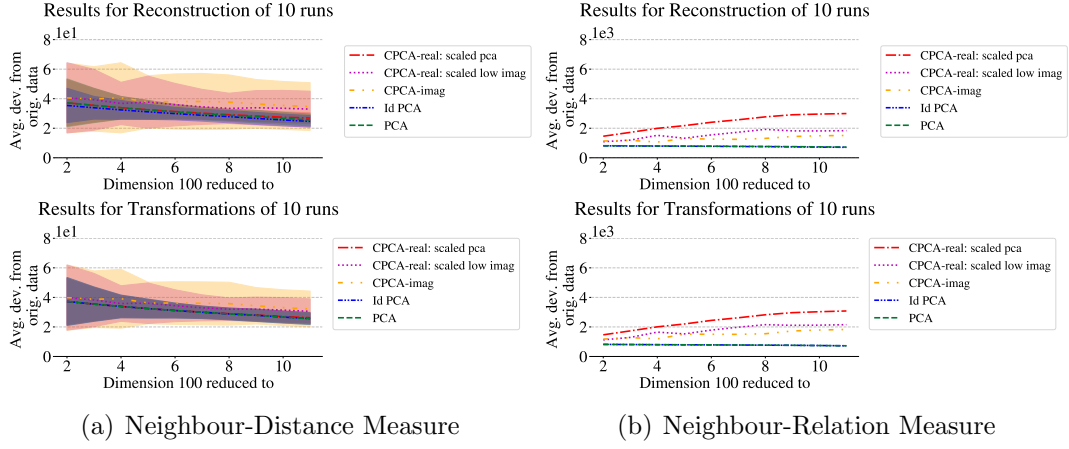 Results for Reconstruction of 10 runs
1e1
8
6
4
2
0
Avg. dev. from
orig. data
2 4 6 8 10
Dimension 100 reduced to
CPCA-real: scaled pca
CPCA-real: scaled low imag
CPCA-imag
Id PCA
PCA
Results for Reconstruction of 10 runs
1e3
8
6
4
2
0
Avg. dev. from
orig. data
2 4 6 8 10
Dimension 100 reduced to
CPCA-real: scaled pca
CPCA-real: scaled low imag
CPCA-imag
Id PCA
PCA
Results for Transformations of 10 runs
1e1
8
6
4
2
0
Avg. dev. from
orig. data
2 4 6 8 10
Dimension 100 reduced to
CPCA-real: scaled pca
CPCA-real: scaled low imag
CPCA-imag
Id PCA
PCA
Results for Transformations of 10 runs
1e3
8
6
4
2
0
Avg. dev. from
orig. data
2 4 6 8 10
Dimension 100 reduced to
CPCA-real: scaled pca
CPCA-real: scaled low imag
CPCA-imag
Id PCA
PCA
(a) Neighbour-Distance Measure
(b) Neighbour-Relation Measure